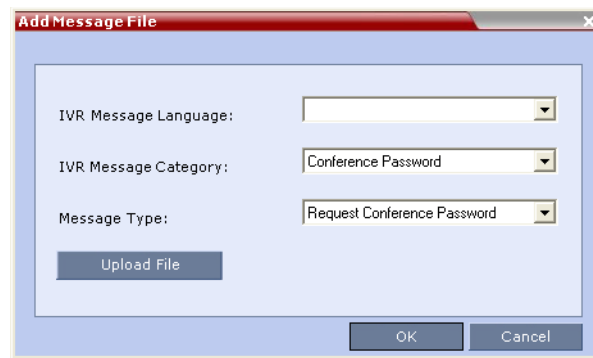 Add Message File
IVR Message Language:
IVR Message Category: Conference Password
Message Type: Request Conference Password
Upload File
OK Cancel